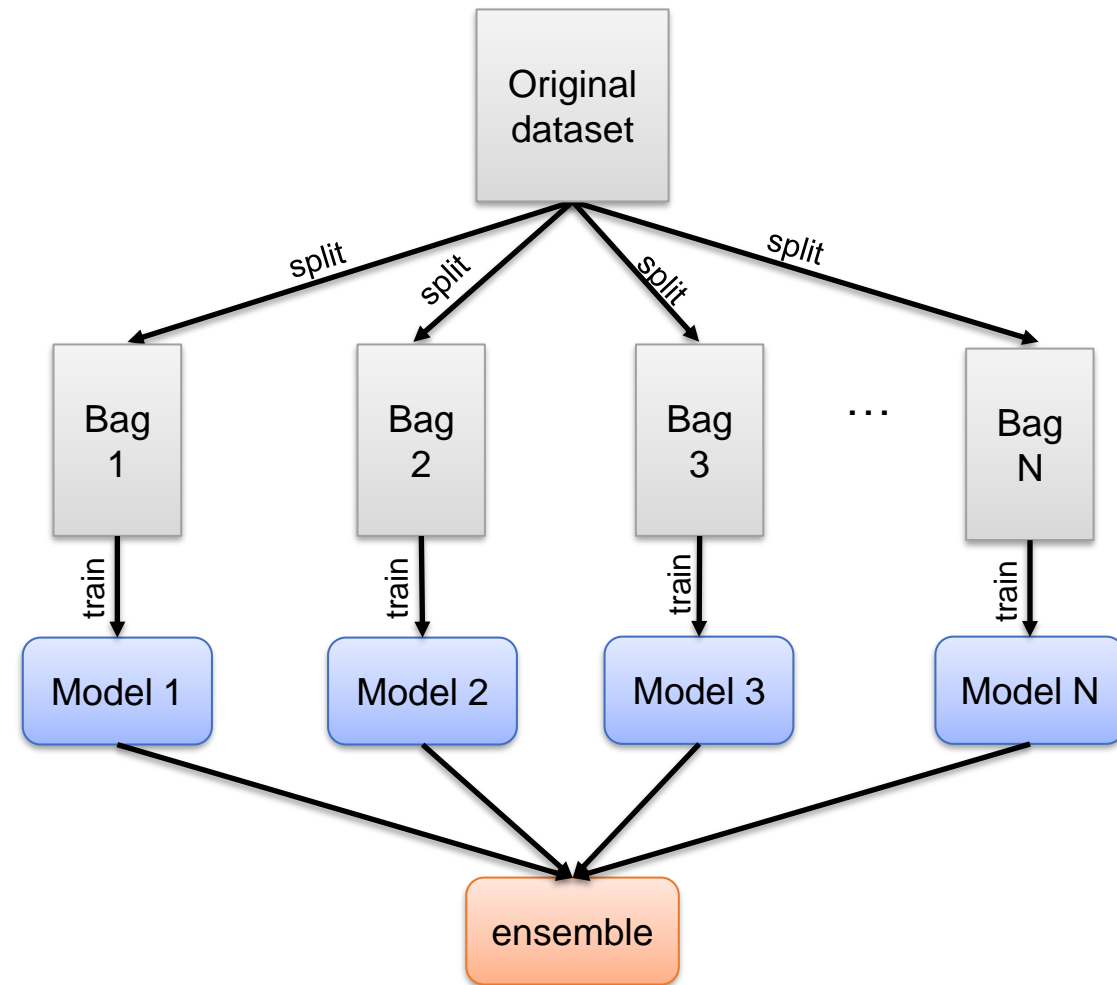 Original
dataset
split
split
split
split
Bag
1
Bag
2
Bag
3
...
Bag
N
train
train
train
train
Model 1
Model 2
Model 3
Model N
ensemble